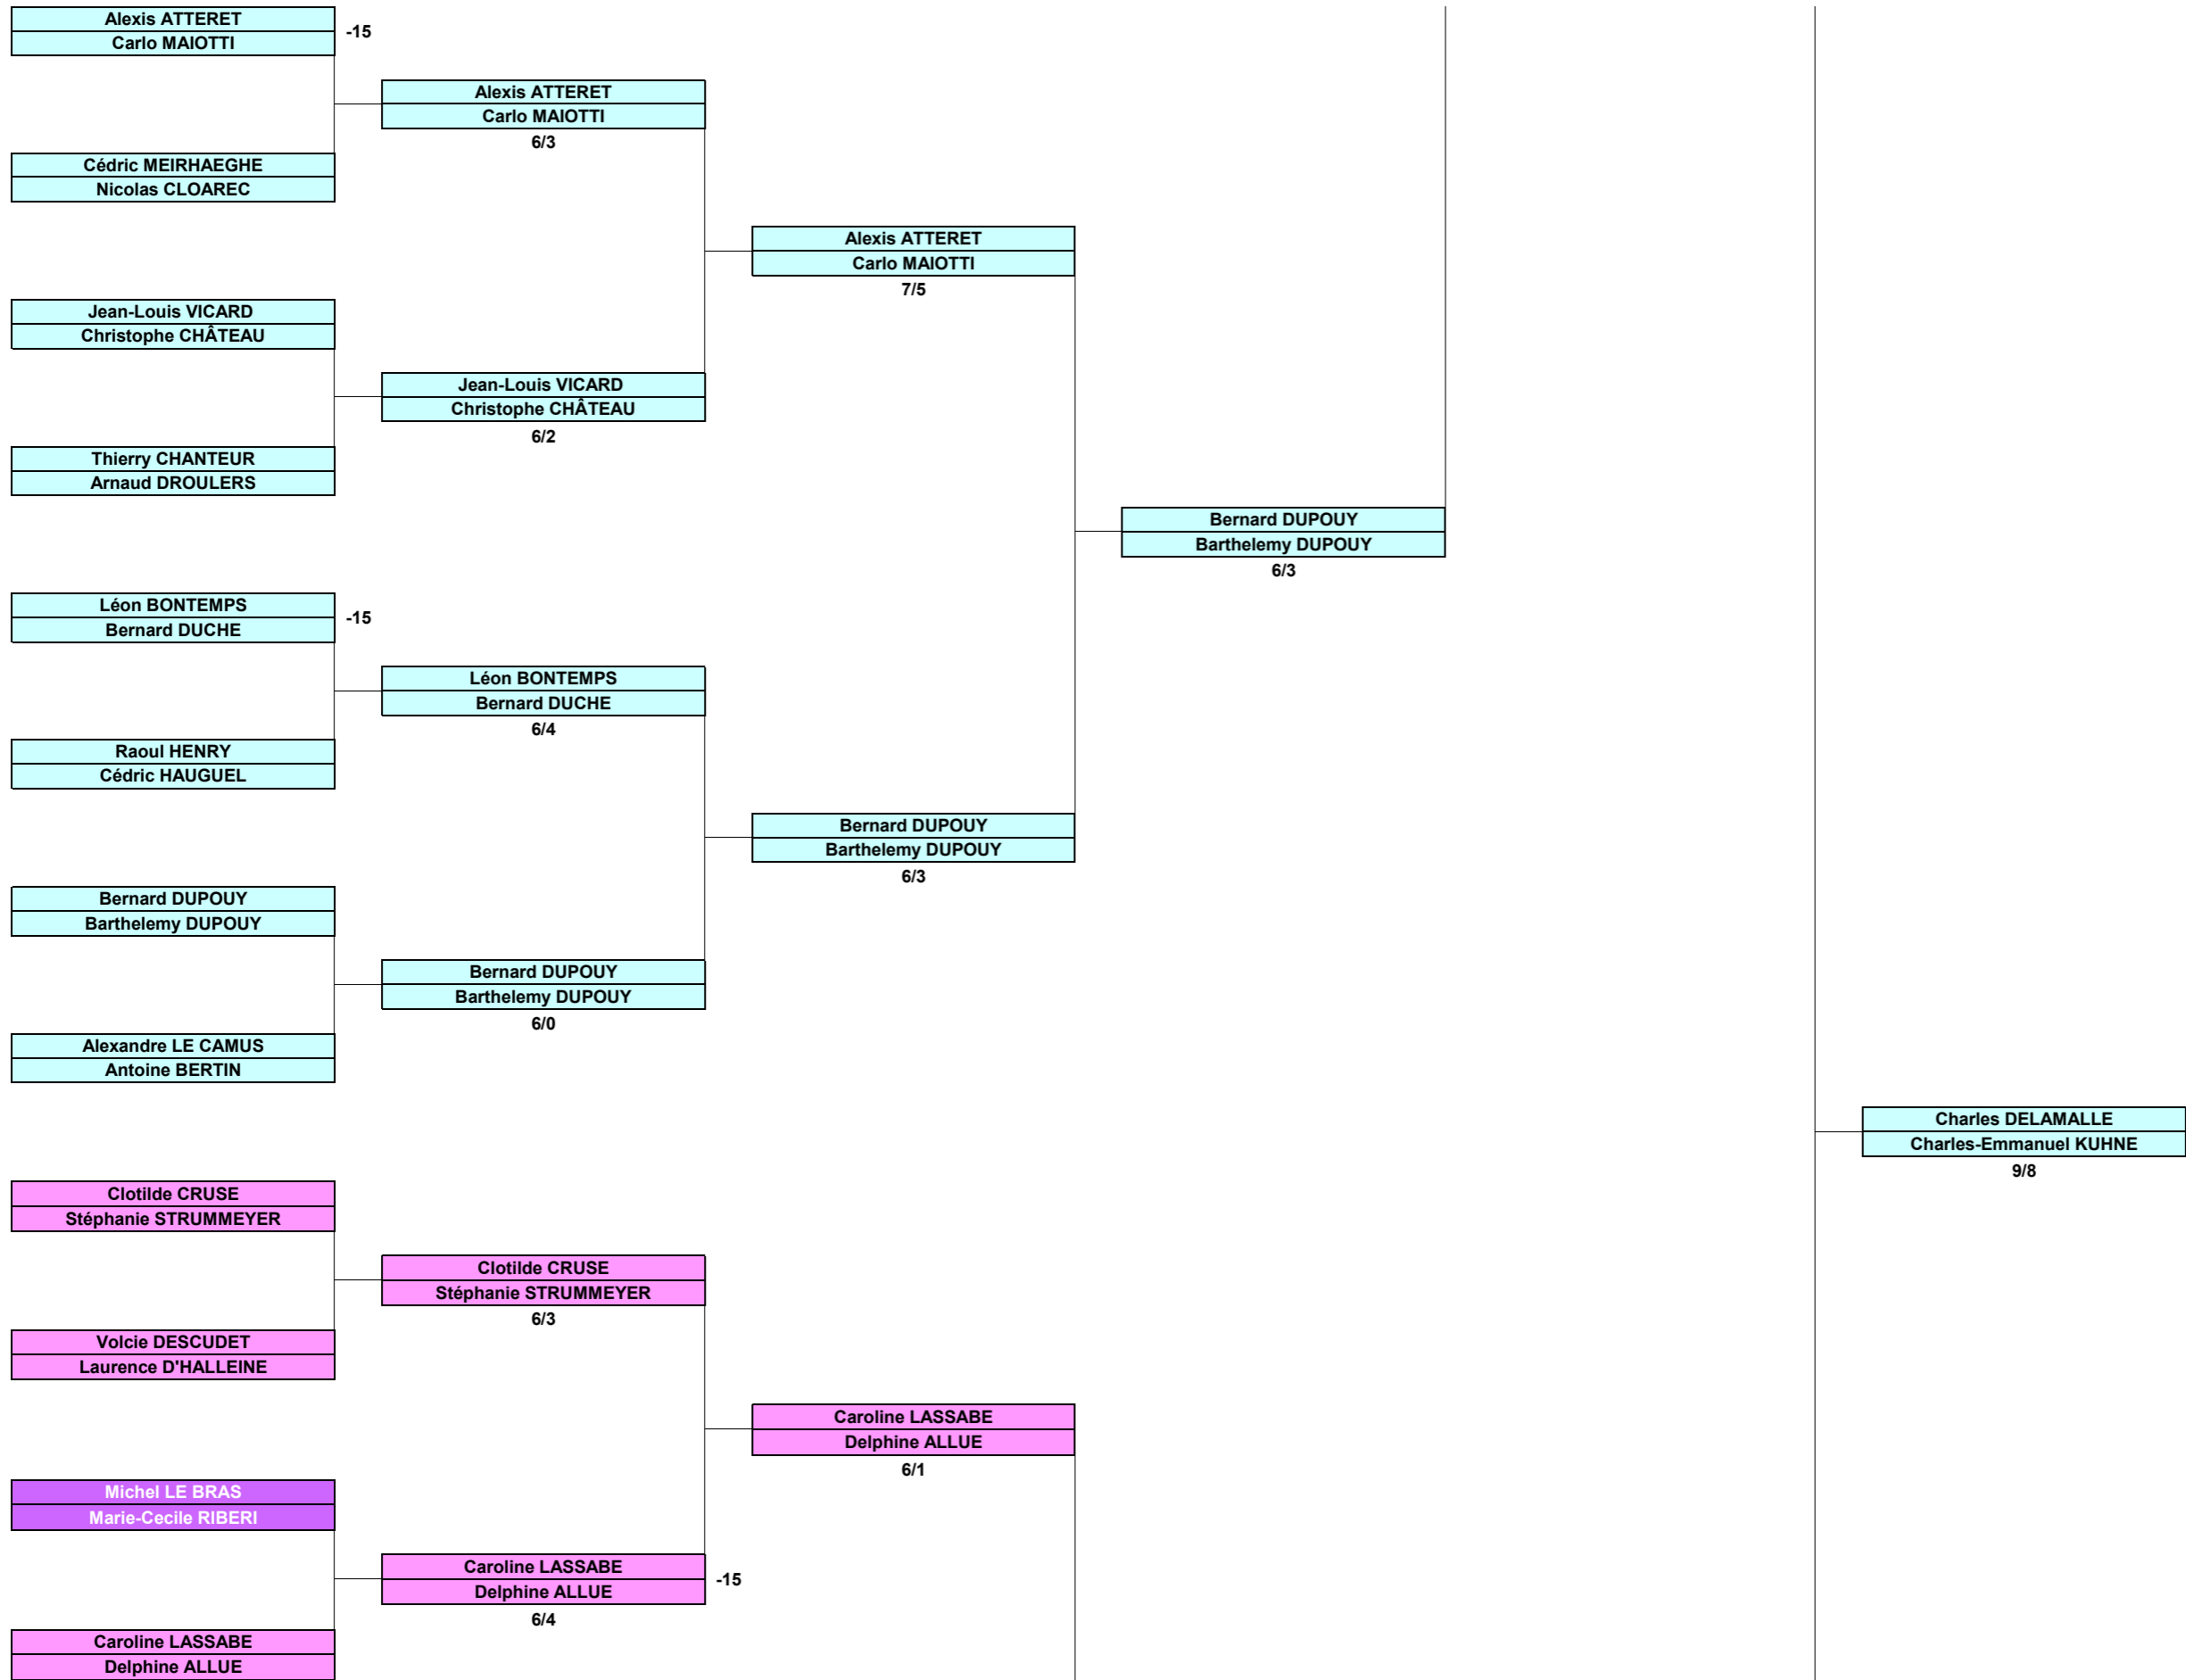 Alexis ATTERET
Carlo MAIOTTI
-15
Alexis ATTERET
Carlo MAIOTTI
6/3
Cédric MEIRHAEGHE
Nicolas CLOAREC
Alexis ATTERET
Carlo MAIOTTI
7/5
Jean-Louis VICARD
Christophe CHÂTEAU
Jean-Louis VICARD
Christophe CHÂTEAU
6/2
Thierry CHANTEUR
Arnaud DROULERS
Bernard DUPOUY
Barthelemy DUPOUY
6/3
Léon BONTEMPS
Bernard DUCHE
-15
Léon BONTEMPS
Bernard DUCHE
6/4
Raoul HENRY
Cédric HAUGUEL
Bernard DUPOUY
Barthelemy DUPOUY
6/3
Bernard DUPOUY
Barthelemy DUPOUY
Bernard DUPOUY
Barthelemy DUPOUY
6/0
Alexandre LE CAMUS
Antoine BERTIN
Charles DELAMALLE
Charles-Emmanuel KUHNE
9/8
Clotilde CRUSE
Stéphanie STRUMMEYER
Clotilde CRUSE
Stéphanie STRUMMEYER
6/3
Volcie DESCUDET
Laurence D'HALLEINE
Caroline LASSABE
Delphine ALLUE
6/1
Michel LE BRAS
Marie-Cecile RIBERI
Caroline LASSABE
Delphine ALLUE
-15
6/4
Caroline LASSABE
Delphine ALLUE